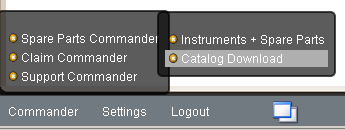 Spare Parts Commander
Claim Commander
Support Commander
Instruments + Spare Parts
Catalog Download
Commander Settings Logout